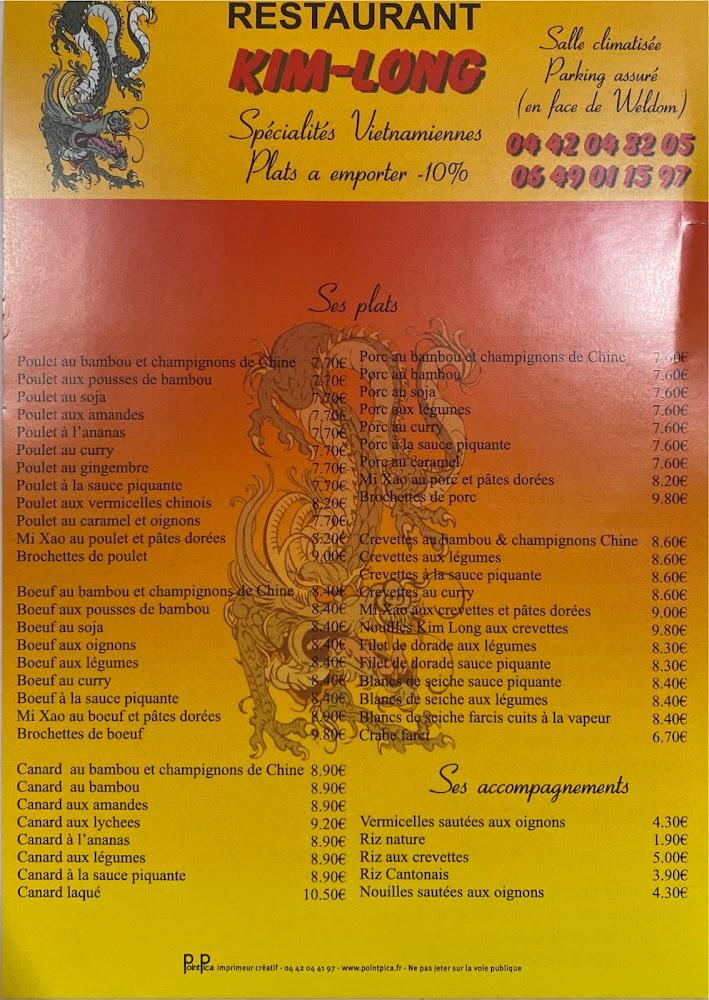 RESTAURANT
KIM-LONG
Spécialités Vietnamiennes
Plats a emporter -10%
Salle climatisée
Parking assuré
(en face de Weldom)
04 42 04 82 05
06 49 01 15 97
Ses plats
Poulet au bambou et champignons de Chine 7.70€
Poulet aux pousses de bambou 7.70€
Poulet au soja 7.70€
Poulet aux amandes 7.70€
Poulet à l'ananas 7.70€
Poulet au curry 7.70€
Poulet au gingembre 7.70€
Poulet à la sauce piquante 7.70€
Poulet aux vermicelles chinois 8.20€
Poulet au caramel et oignons 7.70€
Mi Xao au poulet et pâtes dorées 8.20€
Brochettes de poulet 9.00€
Boeuf au bambou et champignons de Chine 8.40€
Boeuf aux pousses de bambou 8.40€
Boeuf au soja 8.40€
Boeuf aux oignons 8.40€
Boeuf aux légumes 8.40€
Boeuf au curry 8.40€
Boeuf à la sauce piquante 8.40€
Mi Xao au boeuf et pâtes dorées 8.90€
Brochettes de boeuf 9.80€
Canard au bambou et champignons de Chine 8.90€
Canard au bambou 8.90€
Canard aux amandes 8.90€
Canard aux lychees 9.20€
Canard à l'ananas 8.90€
Canard aux légumes 8.90€
Canard à la sauce piquante 8.90€
Canard laqué 10.50€
Porc au bambou et champignons de Chine 7.60€
Porc au bambou 7.60€
Porc au soja 7.60€
Porc aux légumes 7.60€
Porc au curry 7.60€
Porc à la sauce piquante 7.60€
Porc au caramel 7.60€
Mi Xao au porc et pâtes dorées 8.20€
Brochettes de porc 9.80€
Crevettes au bambou & champignons Chine 8.60€
Crevettes aux légumes 8.60€
Crevettes à la sauce piquante 8.60€
Crevettes au curry 8.60€
Mi Xao aux crevettes et pâtes dorées 9.00€
Nouilles Kim Long aux crevettes 9.80€
Filet de dorade aux légumes 8.30€
Filet de dorade sauce piquante 8.30€
Blancs de seiche sauce piquante 8.40€
Blancs de seiche aux légumes 8.40€
Blancs de seiche farcis cuits à la vapeur 8.40€
Crabe farci 6.70€
Ses accompagnements
Vermicelles sautées aux oignons 4.30€
Riz nature 1.90€
Riz aux crevettes 5.00€
Riz Cantonais 3.90€
Nouilles sautées aux oignons 4.30€
PointPica imprimeur créatif - 04 42 04 41 97 - www.pointpica.fr - Ne pas jeter sur la voie publique